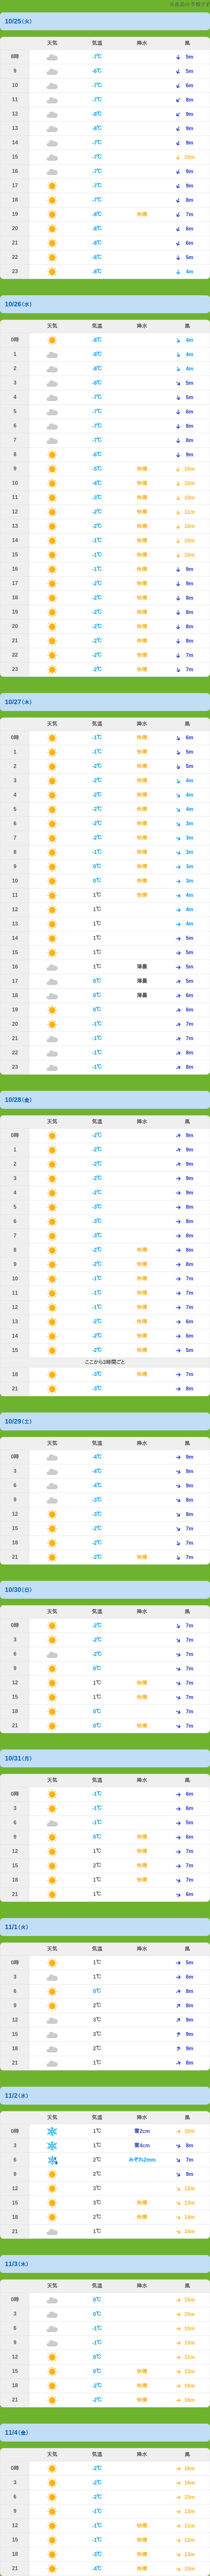 10/25(火)
天気 気温 降水 風
8時 -7℃ 5m
9 -6℃ 5m
10 -7℃ 6m
11 -7℃ 8m
12 -8℃ 9m
13 -8℃ 9m
14 -7℃ 9m
15 -7℃ 10m
16 -7℃ 9m
17 -7℃ 9m
18 -7℃ 8m
19 -8℃ 快晴 7m
20 -8℃ 6m
21 -8℃ 6m
22 -8℃ 5m
23 -8℃ 4m
10/26(水)
天気 気温 降水 風
0時 -8℃ 4m
1 -8℃ 4m
2 -8℃ 4m
3 -8℃ 5m
4 -7℃ 5m
5 -7℃ 6m
6 -7℃ 8m
7 -7℃ 8m
8 -6℃ 快晴 9m
9 -5℃ 快晴 10m
10 -4℃ 快晴 10m
11 -3℃ 快晴 10m
12 -2℃ 快晴 11m
13 -2℃ 快晴 10m
14 -1℃ 快晴 10m
15 -1℃ 快晴 10m
16 -1℃ 快晴 9m
17 -2℃ 快晴 9m
18 -2℃ 快晴 8m
19 -2℃ 快晴 8m
20 -2℃ 快晴 8m
21 -2℃ 快晴 8m
22 -2℃ 快晴 7m
23 -2℃ 快晴 7m
10/27(木)
天気 気温 降水 風
0時 -1℃ 快晴 6m
1 -1℃ 快晴 5m
2 -2℃ 快晴 5m
3 -2℃ 快晴 4m
4 -2℃ 快晴 4m
5 -2℃ 快晴 4m
6 -2℃ 快晴 3m
7 -2℃ 快晴 3m
8 -1℃ 快晴 3m
9 0℃ 快晴 3m
10 0℃ 快晴 3m
11 1℃ 快晴 4m
12 1℃ 4m
13 1℃ 4m
14 1℃ 5m
15 1℃ 5m
16 1℃ 薄曇 5m
17 0℃ 薄曇 5m
18 0℃ 薄曇 6m
19 0℃ 6m
20 -1℃ 7m
21 -1℃ 7m
22 -1℃ 8m
23 -1℃ 8m
10/28(金)
天気 気温 降水 風
0時 -2℃ 9m
1 -2℃ 9m
2 -2℃ 9m
3 -2℃ 9m
4 -2℃ 9m
5 -3℃ 8m
6 -3℃ 8m
7 -3℃ 8m
8 -2℃ 快晴 8m
9 -2℃ 快晴 8m
10 -1℃ 快晴 7m
11 -1℃ 快晴 7m
12 -1℃ 快晴 7m
13 -2℃ 快晴 6m
14 -2℃ 快晴 6m
15 -2℃ 快晴 5m
ここから3時間ごと
18 -3℃ 快晴 7m
21 -3℃ 8m
10/29(土)
天気 気温 降水 風
0時 -4℃ 9m
3 -4℃ 9m
6 -4℃ 9m
9 -3℃ 8m
12 -3℃ 8m
15 -2℃ 7m
18 -2℃ 7m
21 -2℃ 快晴 7m
10/30(日)
天気 気温 降水 風
0時 -2℃ 7m
3 -2℃ 7m
6 -2℃ 7m
9 0℃ 7m
12 1℃ 快晴 7m
15 1℃ 快晴 7m
18 0℃ 快晴 7m
21 0℃ 快晴 7m
10/31(月)
天気 気温 降水 風
0時 -1℃ 6m
3 -1℃ 6m
6 -1℃ 5m
9 0℃ 快晴 6m
12 1℃ 快晴 7m
15 2℃ 快晴 7m
18 1℃ 快晴 7m
21 1℃ 6m
11/1(火)
天気 気温 降水 風
0時 1℃ 5m
3 1℃ 6m
6 0℃ 8m
9 2℃ 8m
12 3℃ 9m
15 3℃ 9m
18 2℃ 9m
21 1℃ 8m
11/2(水)
天気 気温 降水 風
0時 1℃ 雪2cm 10m
3 1℃ 雪4cm 8m
6 2℃ みぞれ2mm 7m
9 2℃ 9m
12 3℃ 12m
15 3℃ 快晴 13m
18 2℃ 快晴 14m
21 1℃ 14m
11/3(木)
天気 気温 降水 風
0時 0℃ 15m
3 0℃ 15m
6 -1℃ 15m
9 -1℃ 13m
12 0℃ 11m
15 0℃ 快晴 13m
18 -2℃ 快晴 16m
21 -2℃ 快晴 16m
11/4(金)
天気 気温 降水 風
0時 -2℃ 16m
3 -2℃ 16m
6 -2℃ 15m
9 -1℃ 13m
12 -1℃ 快晴 11m
15 -1℃ 快晴 12m
18 -3℃ 快晴 13m
21 -4℃ 快晴 13m